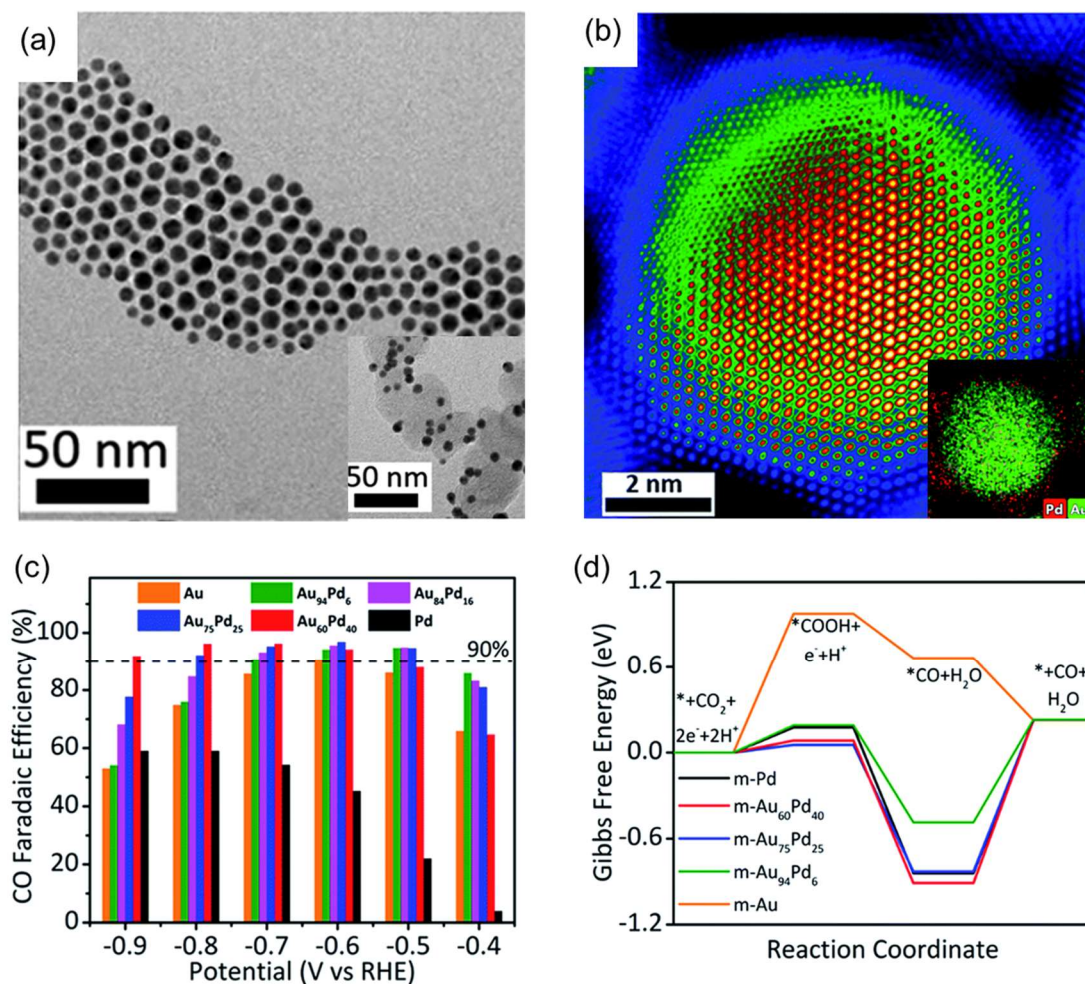 (a)
50 nm
50 nm
(b)
2 nm
Pd Au
(c)
CO Faradaic Efficiency (%)
100
80
60
40
20
0
Au
Au₉₄Pd₆
Au₈₄Pd₁₆
Au₇₅Pd₂₅
Au₆₀Pd₄₀
Pd
90%
-0.9 -0.8 -0.7 -0.6 -0.5 -0.4
Potential (V vs RHE)
(d)
Gibbs Free Energy (eV)
1.2
0.6
0.0
-0.6
-1.2
*+CO₂+
2e⁻+2H⁺
*COOH+
e⁻+H⁺
*CO+H₂O
*+CO+
H₂O
m-Pd
m-Au₆₀Pd₄₀
m-Au₇₅Pd₂₅
m-Au₉₄Pd₆
m-Au
Reaction Coordinate